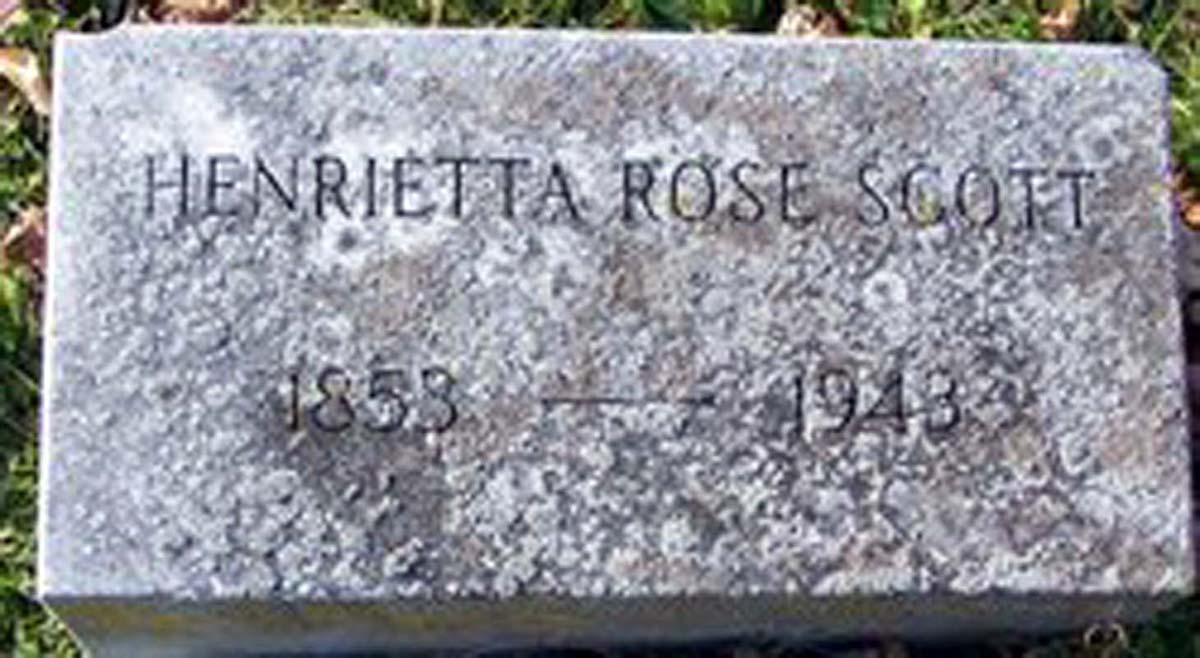 HENRIETTA ROSE SCOTT
1853 — 1943